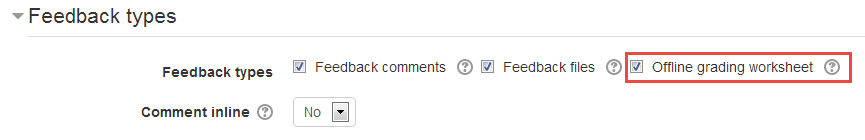 Feedback types
Feedback types Feedback comments Feedback files Offline grading worksheet
Comment inline No